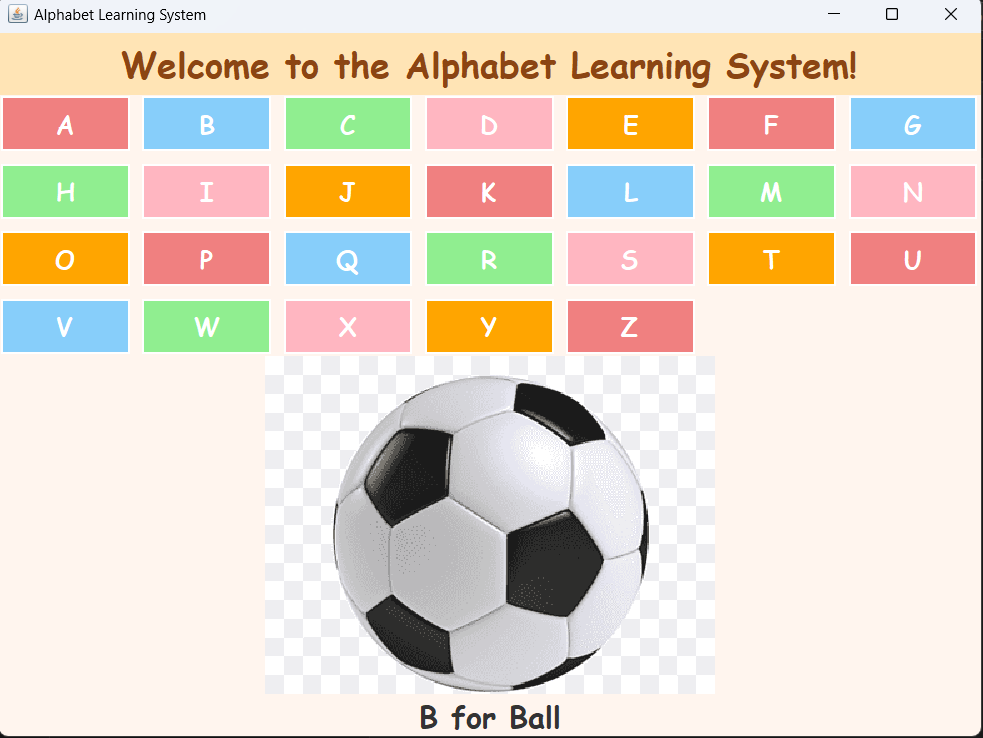 Alphabet Learning System
Welcome to the Alphabet Learning System!
A B C D E F G
H I J K L M N
O P Q R S T U
V W X Y Z
B for Ball